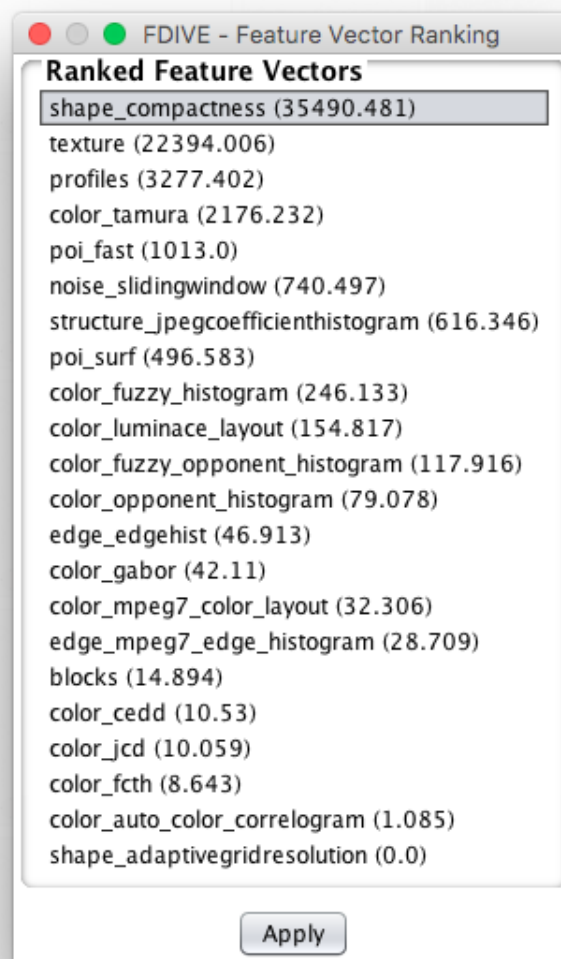 FDIVE - Feature Vector Ranking
Ranked Feature Vectors
shape_compactness (35490.481)
texture (22394.006)
profiles (3277.402)
color_tamura (2176.232)
poi_fast (1013.0)
noise_slidingwindow (740.497)
structure_jpegcoefficienthistogram (616.346)
poi_surf (496.583)
color_fuzzy_histogram (246.133)
color_luminace_layout (154.817)
color_fuzzy_opponent_histogram (117.916)
color_opponent_histogram (79.078)
edge_edgehist (46.913)
color_gabor (42.11)
color_mpeg7_color_layout (32.306)
edge_mpeg7_edge_histogram (28.709)
blocks (14.894)
color_cedd (10.53)
color_jcd (10.059)
color_fcth (8.643)
color_auto_color_correlogram (1.085)
shape_adaptivegridresolution (0.0)
Apply